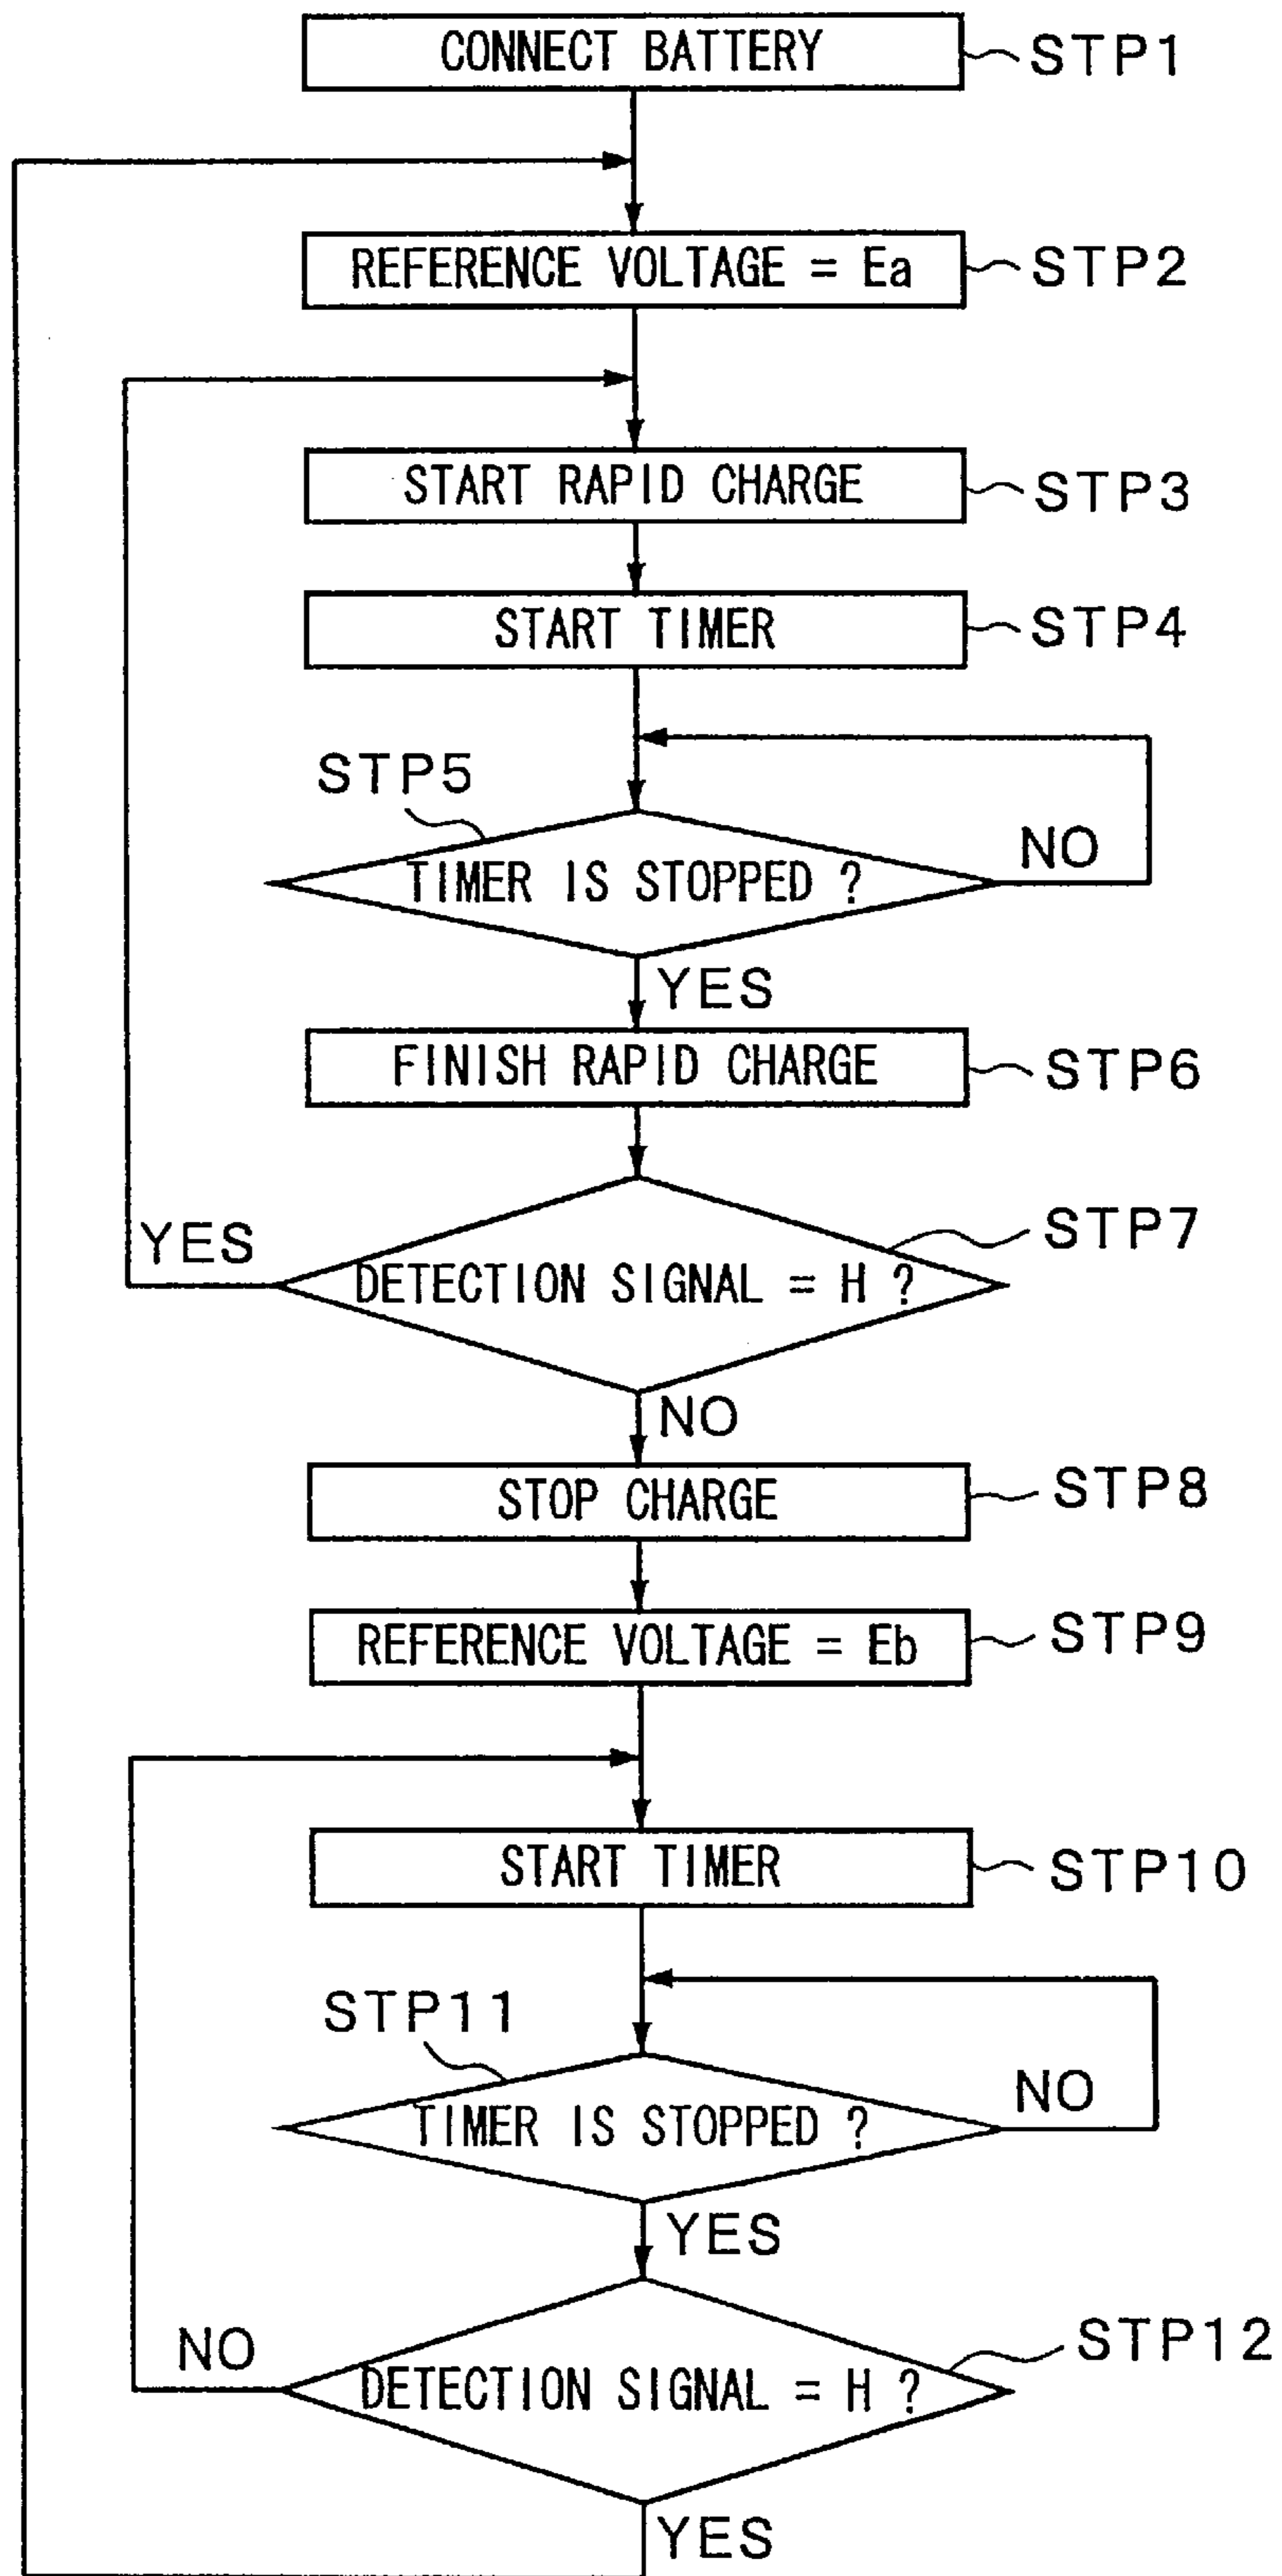 CONNECT BATTERY STP1
REFERENCE VOLTAGE = Ea STP2
START RAPID CHARGE STP3
START TIMER STP4
STP5
TIMER IS STOPPED ? NO
YES
FINISH RAPID CHARGE STP6
YES DETECTION SIGNAL = H ? STP7
NO
STOP CHARGE STP8
REFERENCE VOLTAGE = Eb STP9
START TIMER STP10
STP11
TIMER IS STOPPED ? NO
YES
NO DETECTION SIGNAL = H ? STP12
YES